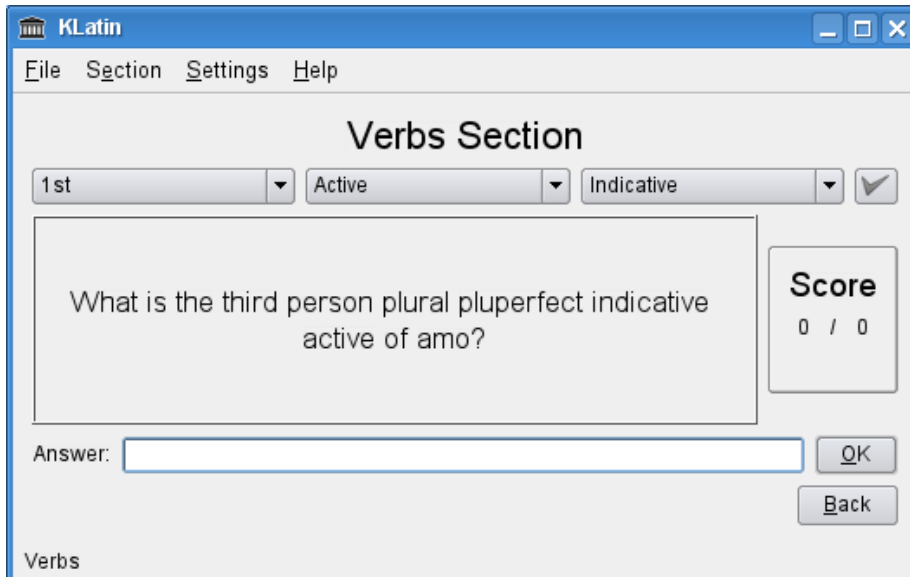 KLatin
File Section Settings Help
Verbs Section
1st Active Indicative
What is the third person plural pluperfect indicative
active of amo?
Score
0 / 0
Answer: OK
Back
Verbs